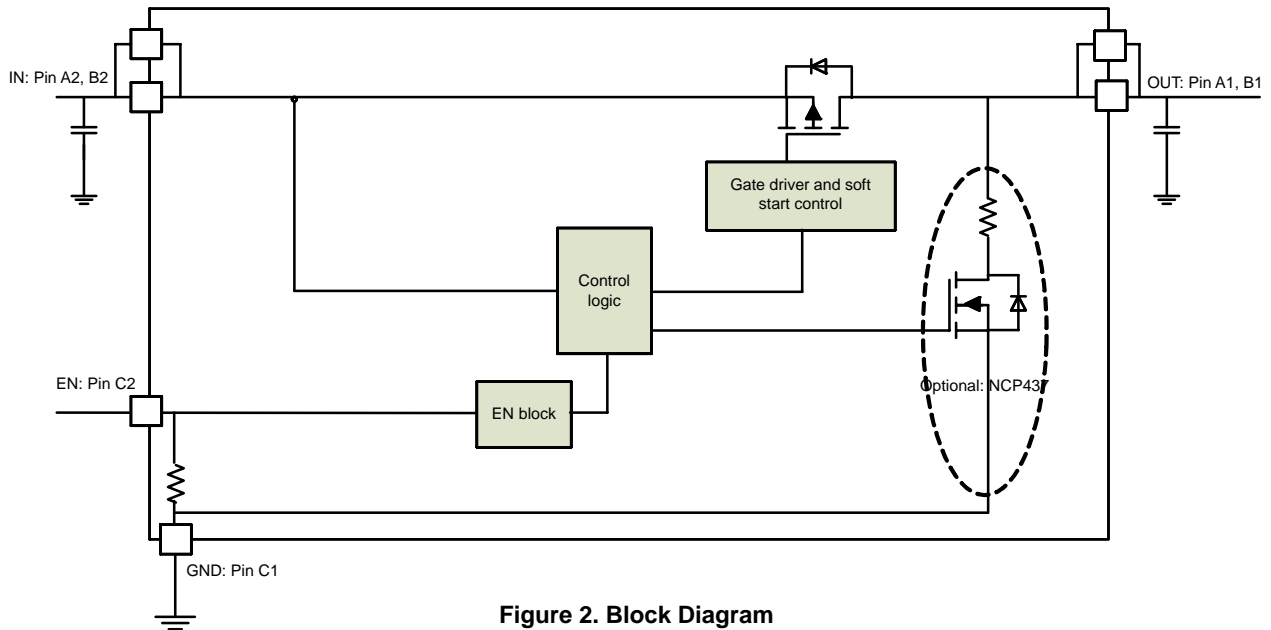 IN: Pin A2, B2
OUT: Pin A1, B1
Gate driver and soft
start control
Control
logic
EN: Pin C2
Optional: NCP437
EN block
GND: Pin C1
Figure 2. Block Diagram